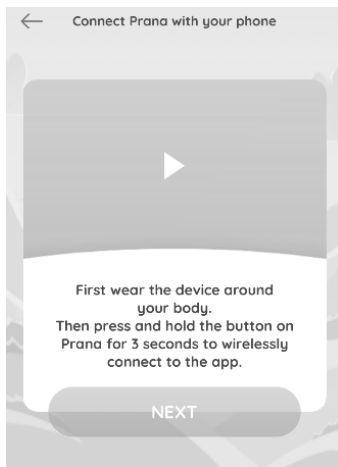 Connect Prana with your phone
First wear the device around
your body.
Then press and hold the button on
Prana for 3 seconds to wirelessly
connect to the app.
NEXT